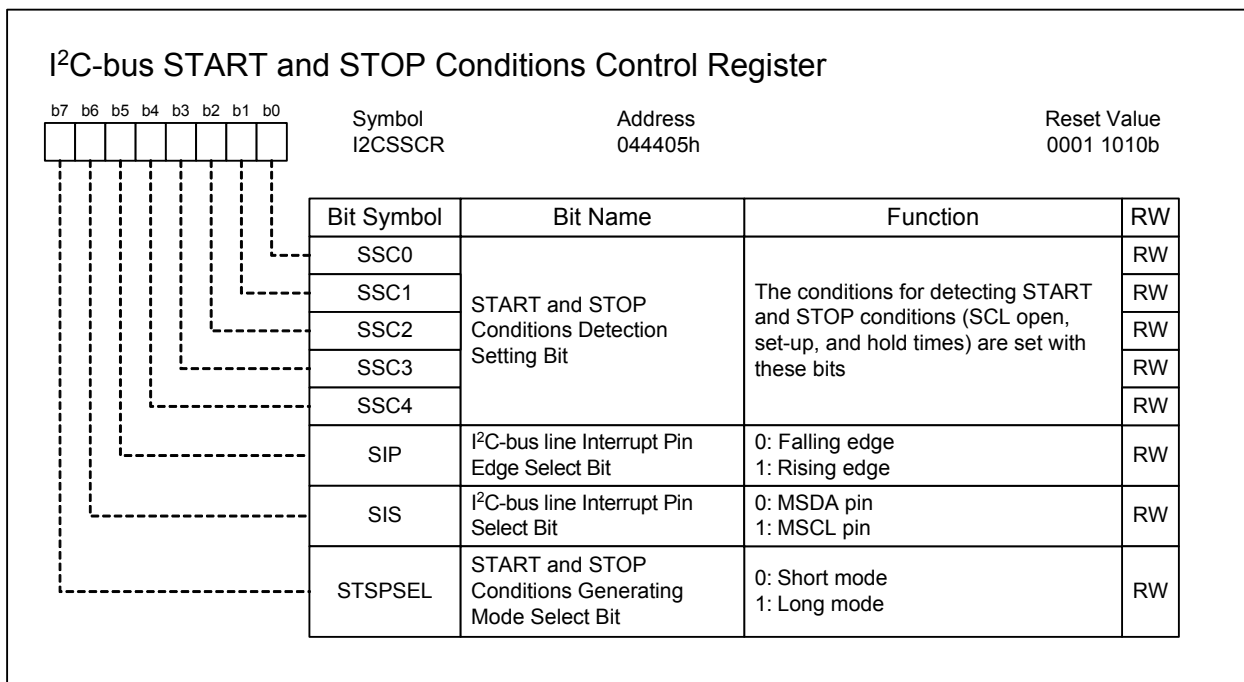 I²C-bus START and STOP Conditions Control Register
b7 b6 b5 b4 b3 b2 b1 b0
Symbol Address Reset Value
I2CSSCR 044405h 0001 1010b
Bit Symbol Bit Name Function RW
SSC0 RW
SSC1 RW
SSC2 RW
SSC3 RW
SSC4 RW
START and STOP
Conditions Detection
Setting Bit
The conditions for detecting START
and STOP conditions (SCL open,
set-up, and hold times) are set with
these bits
SIP
I²C-bus line Interrupt Pin
Edge Select Bit
0: Falling edge
1: Rising edge
RW
SIS
I²C-bus line Interrupt Pin
Select Bit
0: MSDA pin
1: MSCL pin
RW
STSPSEL
START and STOP
Conditions Generating
Mode Select Bit
0: Short mode
1: Long mode
RW